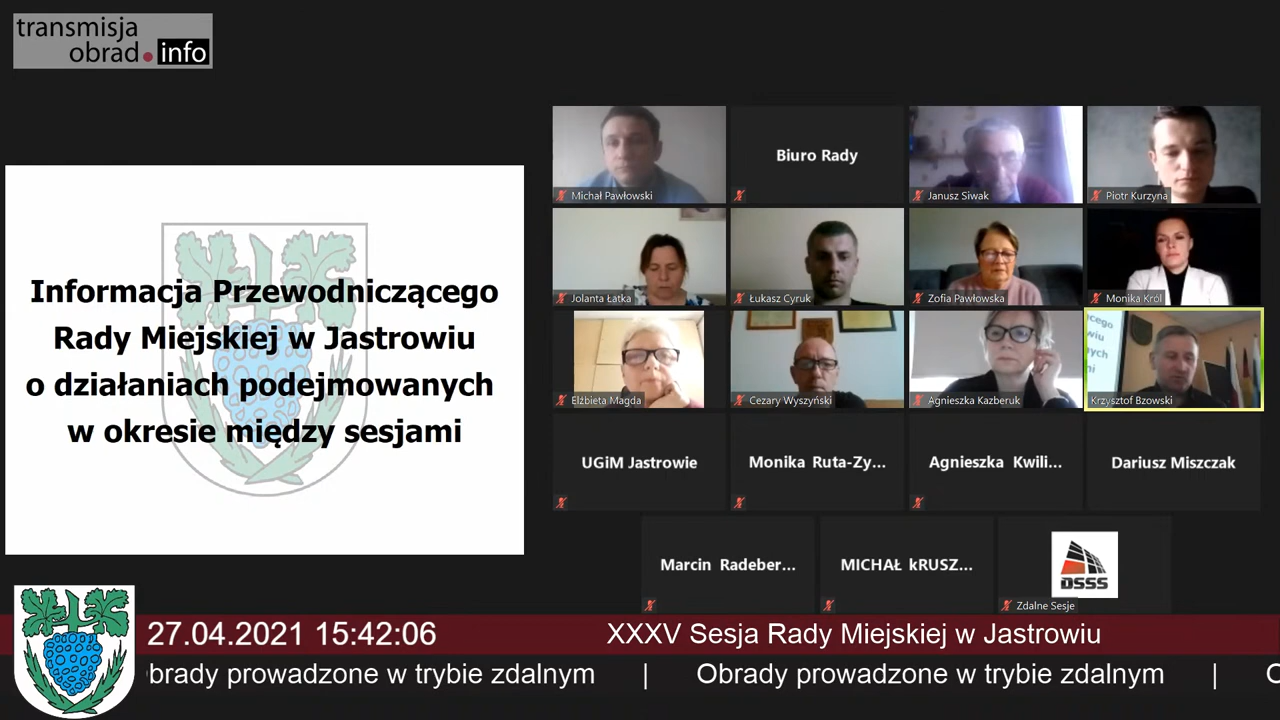 transmisja
obrad.info
Informacja Przewodniczącego
Rady Miejskiej w Jastrowiu
o działaniach podejmowanych
w okresie między sesjami
Michał Pawłowski
Biuro Rady
Janusz Siwak
Piotr Kurzyna
Jolanta Łatka
Łukasz Cyruk
Zofia Pawłowska
Monika Król
Elżbieta Magda
Cezary Wyszyński
Agnieszka Kazberuk
Krzysztof Bzowski
UGiM Jastrowie
Monika Ruta-Zy...
Agnieszka Kwili...
Dariusz Miszczak
Marcin Radeber...
MICHAŁ kRUSZ...
DSSS
Zdalne Sesje
27.04.2021 15:42:06
XXXV Sesja Rady Miejskiej w Jastrowiu
brady prowadzone w trybie zdalnym | Obrady prowadzone w trybie zdalnym |